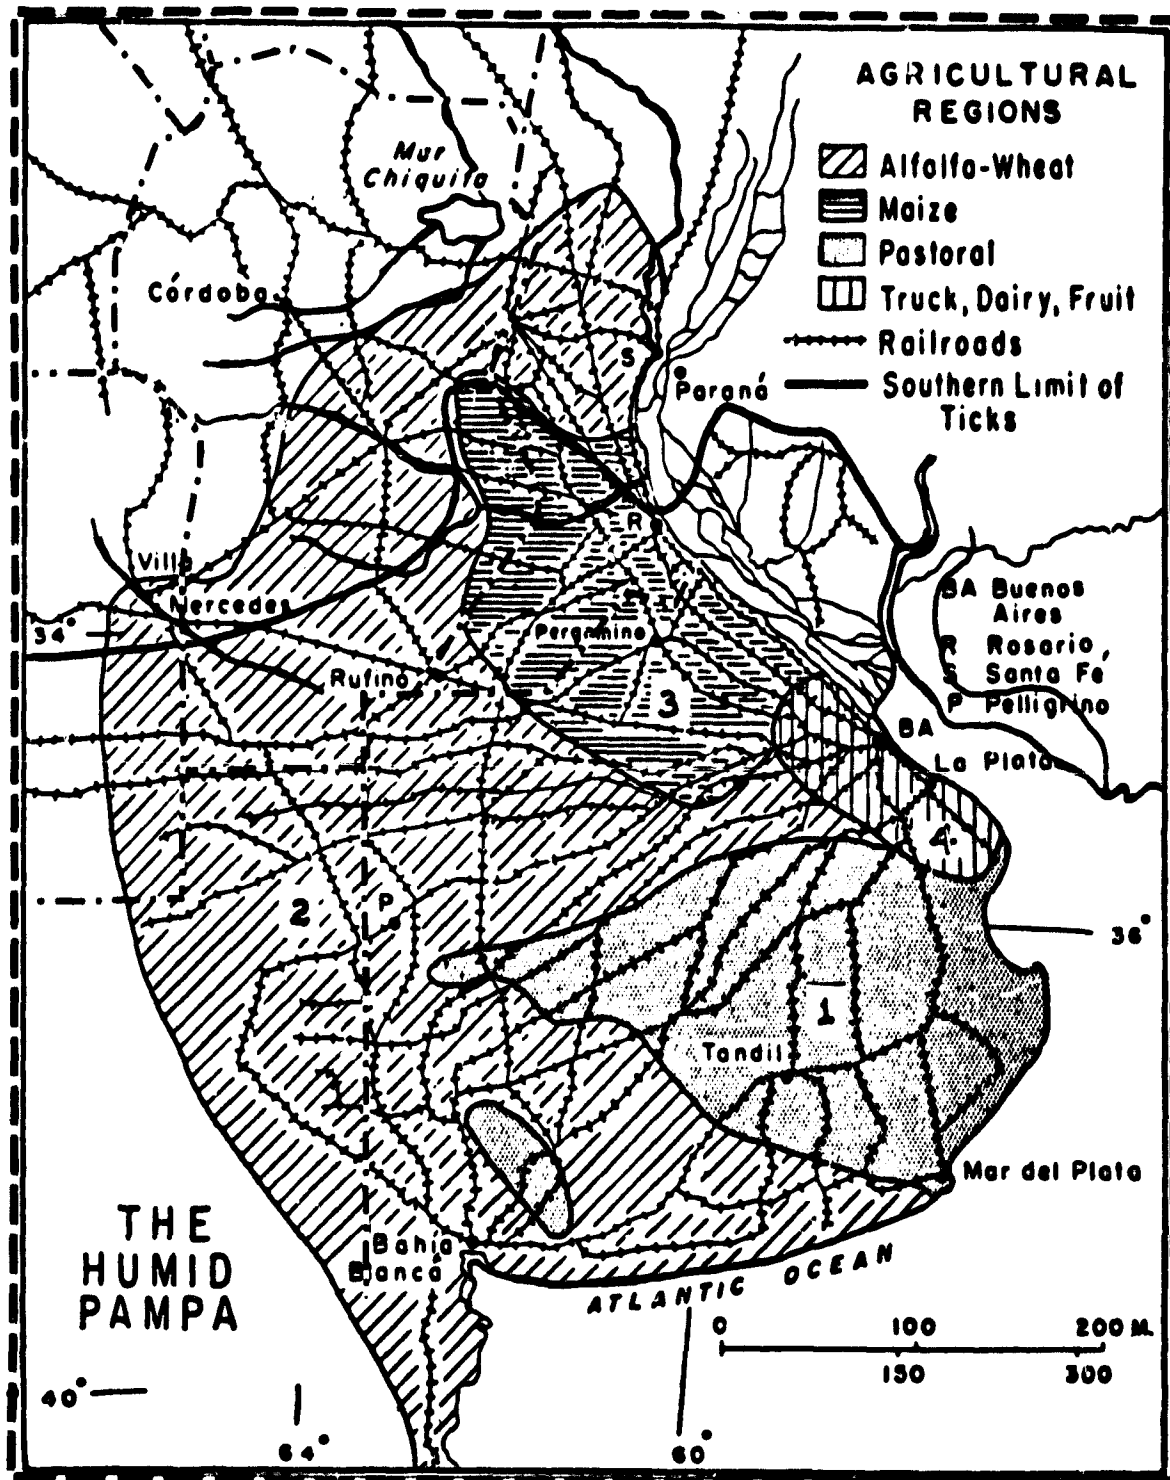 AGRICULTURAL
REGIONS
Alfalfa-Wheat
Maize
Pastoral
Truck, Dairy, Fruit
Railroads
Southern Limit of
Ticks
Mar
Chiquita
Córdoba
S
Paraná
R
Villa
Mercedes
34°
Pergamino
Rufino
3
BA Buenos
Aires
R Rosario,
S Santa Fe
P Pelligrino
BA
La Plata
4
2
P
36°
1
Tandil
Mar del Plata
THE
HUMID
PAMPA
Bahia
Blanca
ATLANTIC OCEAN
0 100 200 M.
150 300
40°
64°
60°